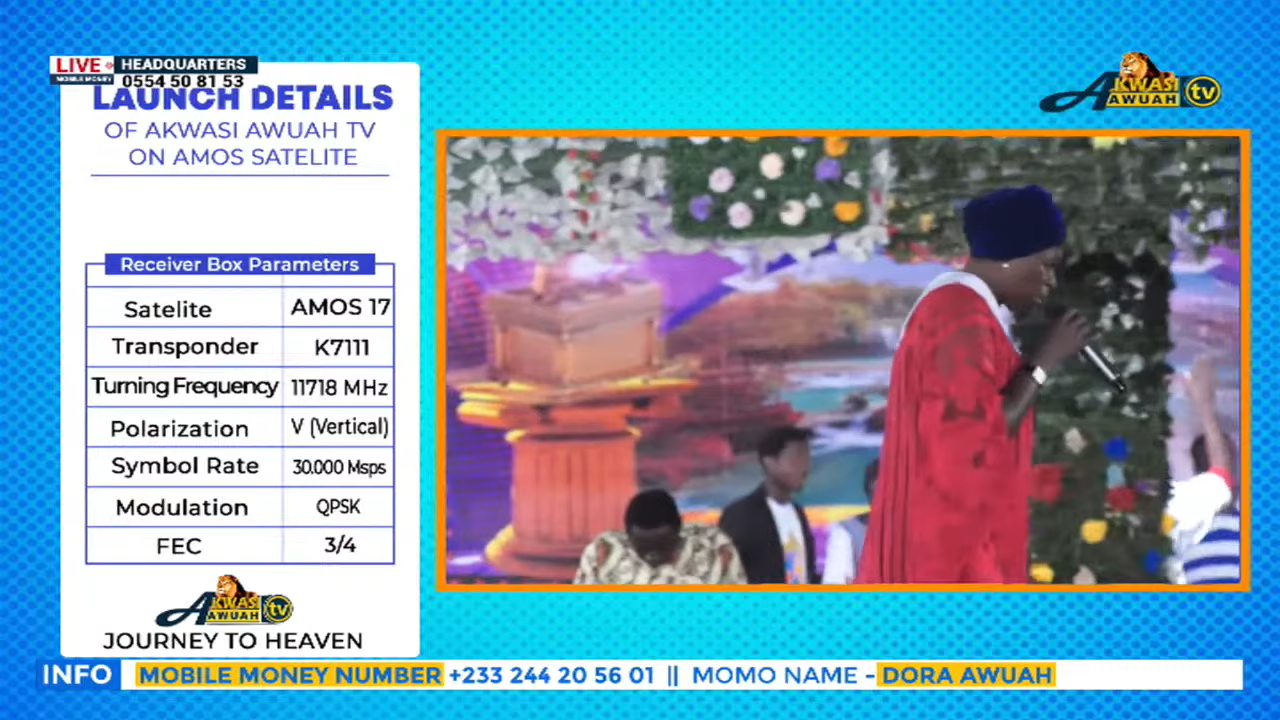 LIVE
HEADQUARTERS
MOBILE MONEY
0554 50 81 53
LAUNCH DETAILS
OF AKWASI AWUAH TV
ON AMOS SATELITE
Receiver Box Parameters
Satelite AMOS 17
Transponder K7111
Turning Frequency 11718 MHz
Polarization V (Vertical)
Symbol Rate 30.000 Msps
Modulation QPSK
FEC 3/4
AKWASI
AWUAH tv
JOURNEY TO HEAVEN
AKWASI
AWUAH tv
INFO MOBILE MONEY NUMBER +233 244 20 56 01 || MOMO NAME - DORA AWUAH